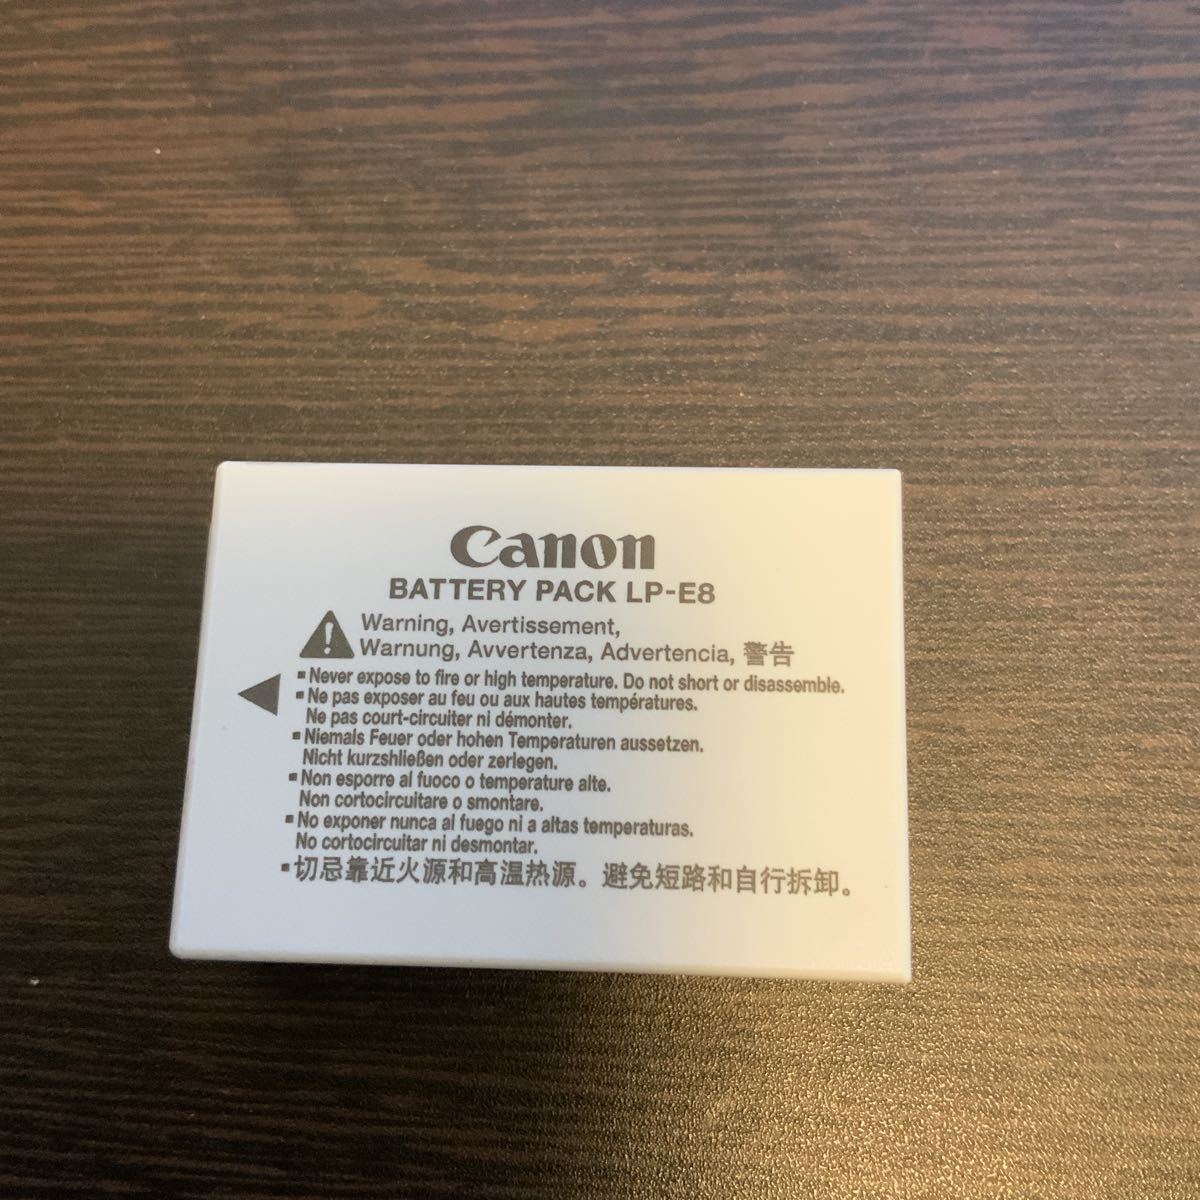 Canon
BATTERY PACK LP-E8
Warning, Avertissement,
Warnung, Avvertenza, Advertencia, 警告
▪Never expose to fire or high temperature. Do not short or disassemble.
▪Ne pas exposer au feu ou aux hautes températures.
Ne pas court-circuiter ni démonter.
▪Niemals Feuer oder hohen Temperaturen aussetzen.
Nicht kurzshließen oder zerlegen.
▪Non esporre al fuoco o temperature alte.
Non cortocircuitare o smontare.
▪No exponer nunca al fuego ni a altas temperaturas.
No cortocircuitar ni desmontar.
▪切忌靠近火源和高温热源。避免短路和自行拆卸。